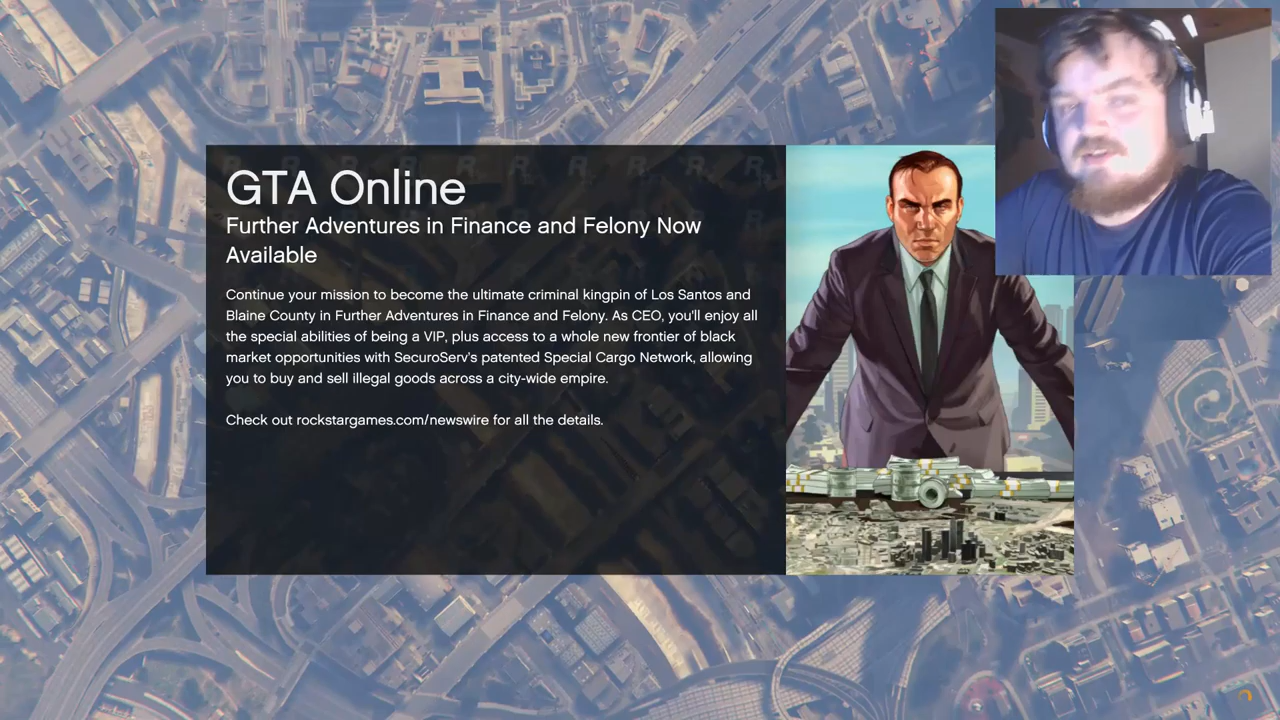 GTA Online
Further Adventures in Finance and Felony Now
Available
Continue your mission to become the ultimate criminal kingpin of Los Santos and
Blaine County in Further Adventures in Finance and Felony. As CEO, you'll enjoy all
the special abilities of being a VIP, plus access to a whole new frontier of black
market opportunities with SecuroServ's patented Special Cargo Network, allowing
you to buy and sell illegal goods across a city-wide empire.
Check out rockstargames.com/newswire for all the details.